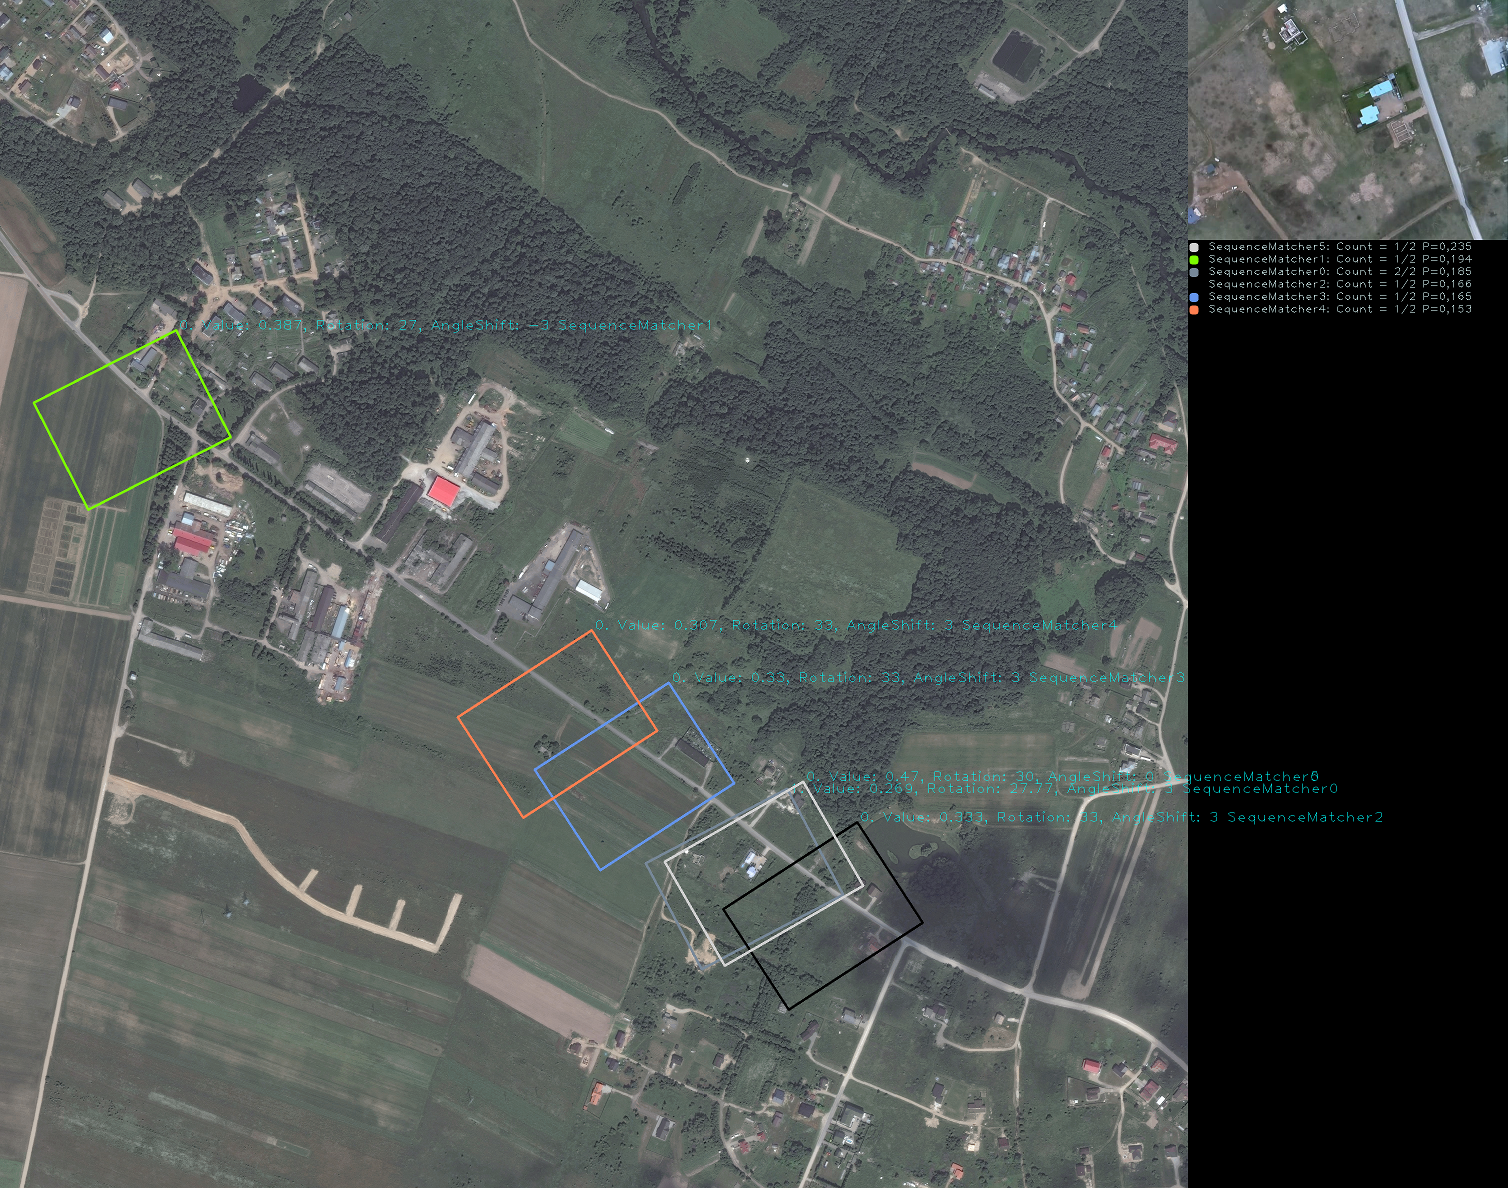 SequenceMatcher5: Count = 1/2 P=0,235
SequenceMatcher1: Count = 1/2 P=0,194
SequenceMatcher0: Count = 2/2 P=0,185
SequenceMatcher2: Count = 1/2 P=0,166
SequenceMatcher3: Count = 1/2 P=0,165
SequenceMatcher4: Count = 1/2 P=0,153
0. Value: 0.387, Rotation: 27, AngleShift: -3 SequenceMatcher1
0. Value: 0.307, Rotation: 33, AngleShift: 3 SequenceMatcher4
0. Value: 0.33, Rotation: 33, AngleShift: 3 SequenceMatcher3
0. Value: 0.47, Rotation: 30, AngleShift: 0
Value: 0.269, Rotation: 27.77, AngleShift: 3 SequenceMatcher0
0. Value: 0.333, Rotation: 33, AngleShift: 3 SequenceMatcher2